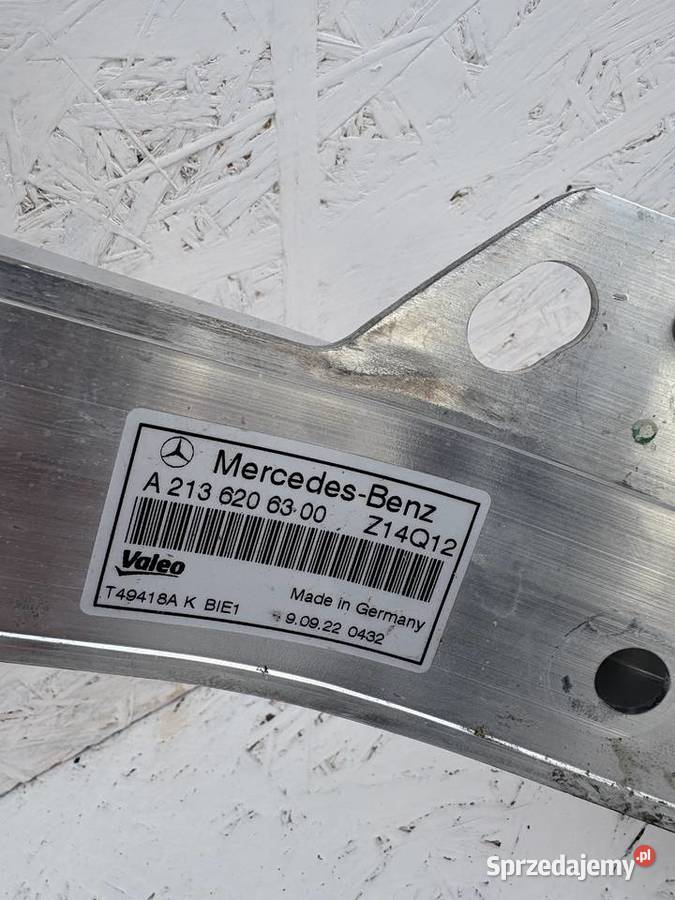 Mercedes-Benz
A 213 620 63 00 Z14Q12
Valeo
T49418A K BIE1
Made in Germany
9.09.22 0432
Sprzedajemy.pl